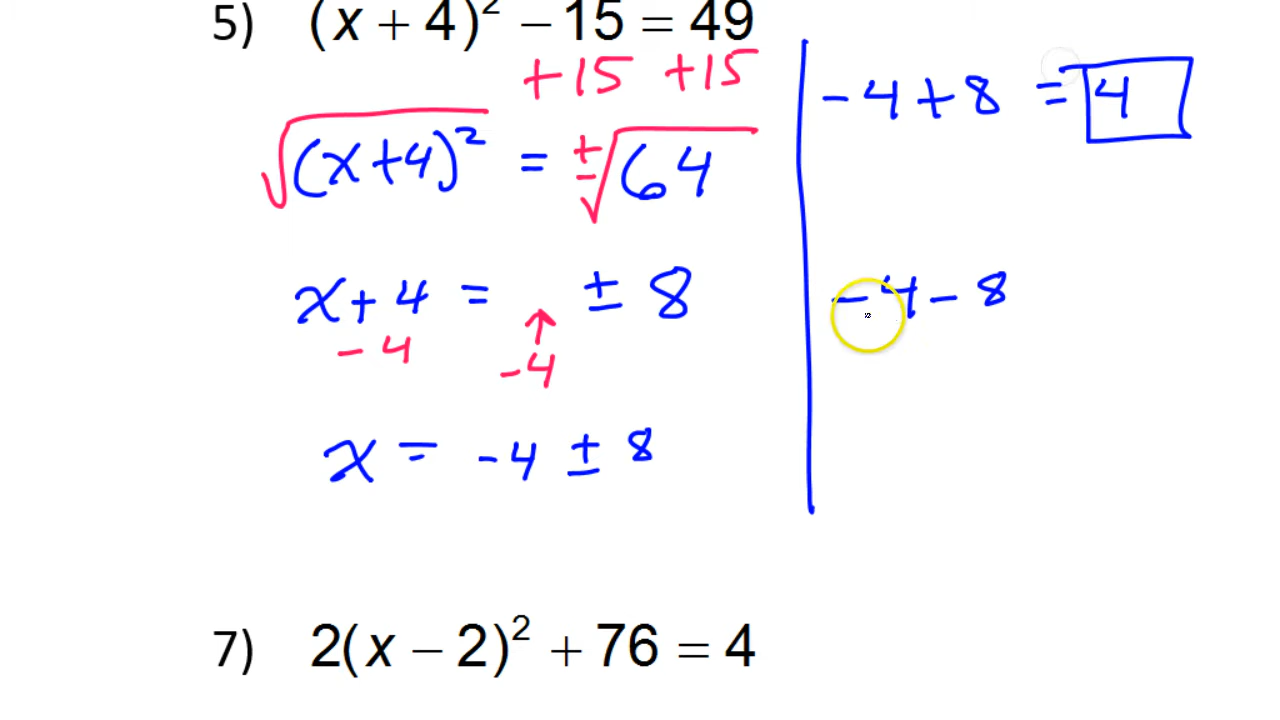 5) (x + 4)² − 15 = 49
+15 +15
√(x+4)² = ±√64
x + 4 = ± 8
− 4 ↑
-4
x = -4 ± 8
- 4 + 8 = 4
- 4 - 8
7) 2(x − 2)² + 76 = 4